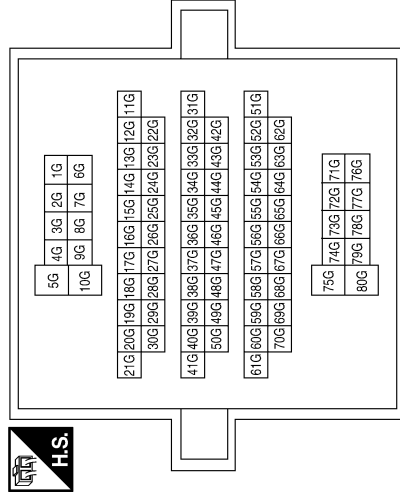 H.S.
5G 4G 3G 2G 1G
10G 9G 8G 7G 6G
21G 20G 19G 18G 17G 16G 15G 14G 13G 12G 11G
30G 29G 28G 27G 26G 25G 24G 23G 22G
41G 40G 39G 38G 37G 36G 35G 34G 33G 32G 31G
50G 49G 48G 47G 46G 45G 44G 43G 42G
61G 60G 59G 58G 57G 56G 55G 54G 53G 52G 51G
70G 69G 68G 67G 66G 65G 64G 63G 62G
75G 74G 73G 72G 71G
80G 79G 78G 77G 76G